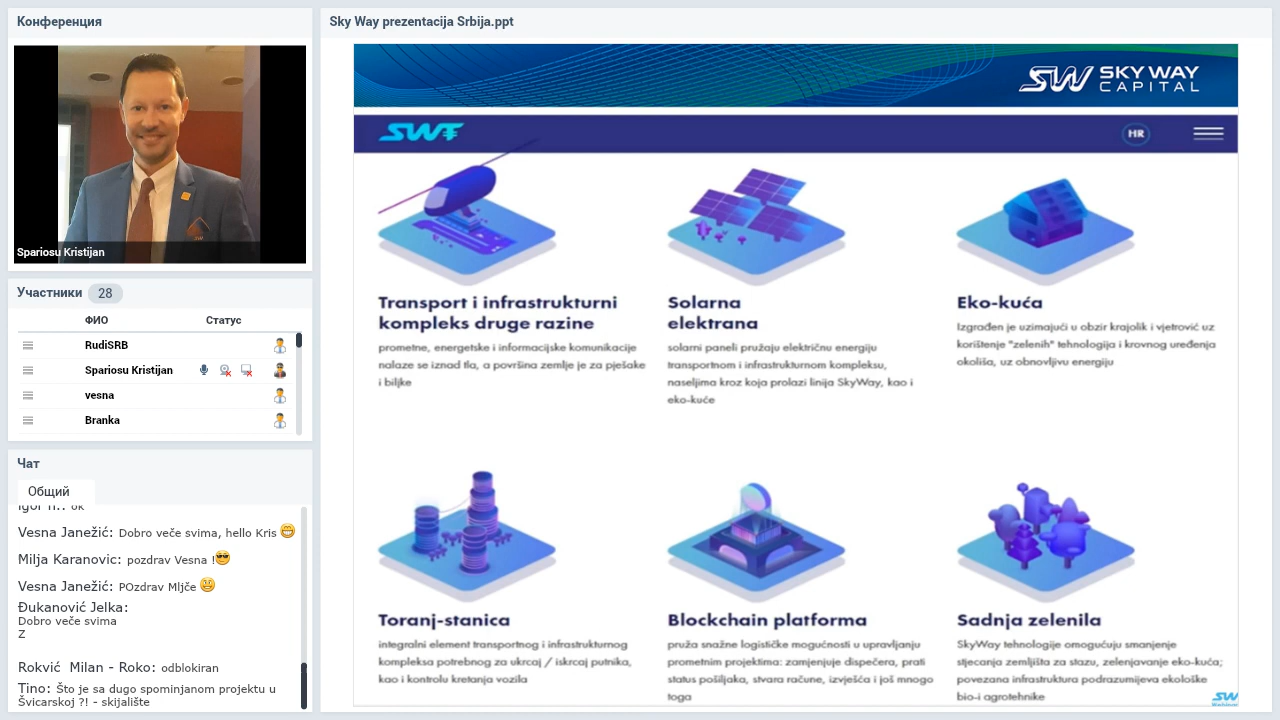 Конференция
Spariosu Kristijan
Участники 28
ФИО Статус
RudiSRB
Spariosu Kristijan
vesna
Branka
Чат
Общий
Vesna Janežić: Dobro veče svima, hello Kris
Milja Karanovic: pozdrav Vesna !
Vesna Janežić: POzdrav Mljče
Đukanović Jelka:
Dobro veče svima
Z
Rokvić Milan - Roko: odblokiran
Tino: Što je sa dugo spominjanom projektu u
Švicarskoj ?! - skijalište
Sky Way prezentacija Srbija.ppt
SW SKY WAY
CAPITAL
SWT
HR
Transport i infrastrukturni
kompleks druge razine
prometne, energetske i informacijske komunikacije
nalaze se iznad tla, a površina zemlje je za pješake
i biljke
Solarna
elektrana
solarni paneli pružaju električnu energiju
transportnom i infrastrukturnom kompleksu,
naseljima kroz koja prolazi linija SkyWay, kao i
eko-kuće
Eko-kuća
Izgrađen je uzimajući u obzir krajolik i vjetrović uz
korištenje "zelenih" tehnologija i krovnog uređenja
okoliša, uz obnovljivu energiju
Toranj-stanica
integralni element transportnog i infrastrukturnog
kompleksa potrebnog za ukrcaj / iskrcaj putnika,
kao i kontrolu kretanja vozila
Blockchain platforma
pruža snažne logističke mogućnosti u upravljanju
prometnim projektima: zamjenjuje dispečera, prati
status pošiljaka, stvara račune, izvješća i još mnogo
toga
Sadnja zelenila
SkyWay tehnologije omogućuju smanjenje
stjecanja zemljišta za stazu, zelenjavanje eko-kuća;
povezana infrastruktura podrazumijeva ekološke
bio-i agrotehnike
SW